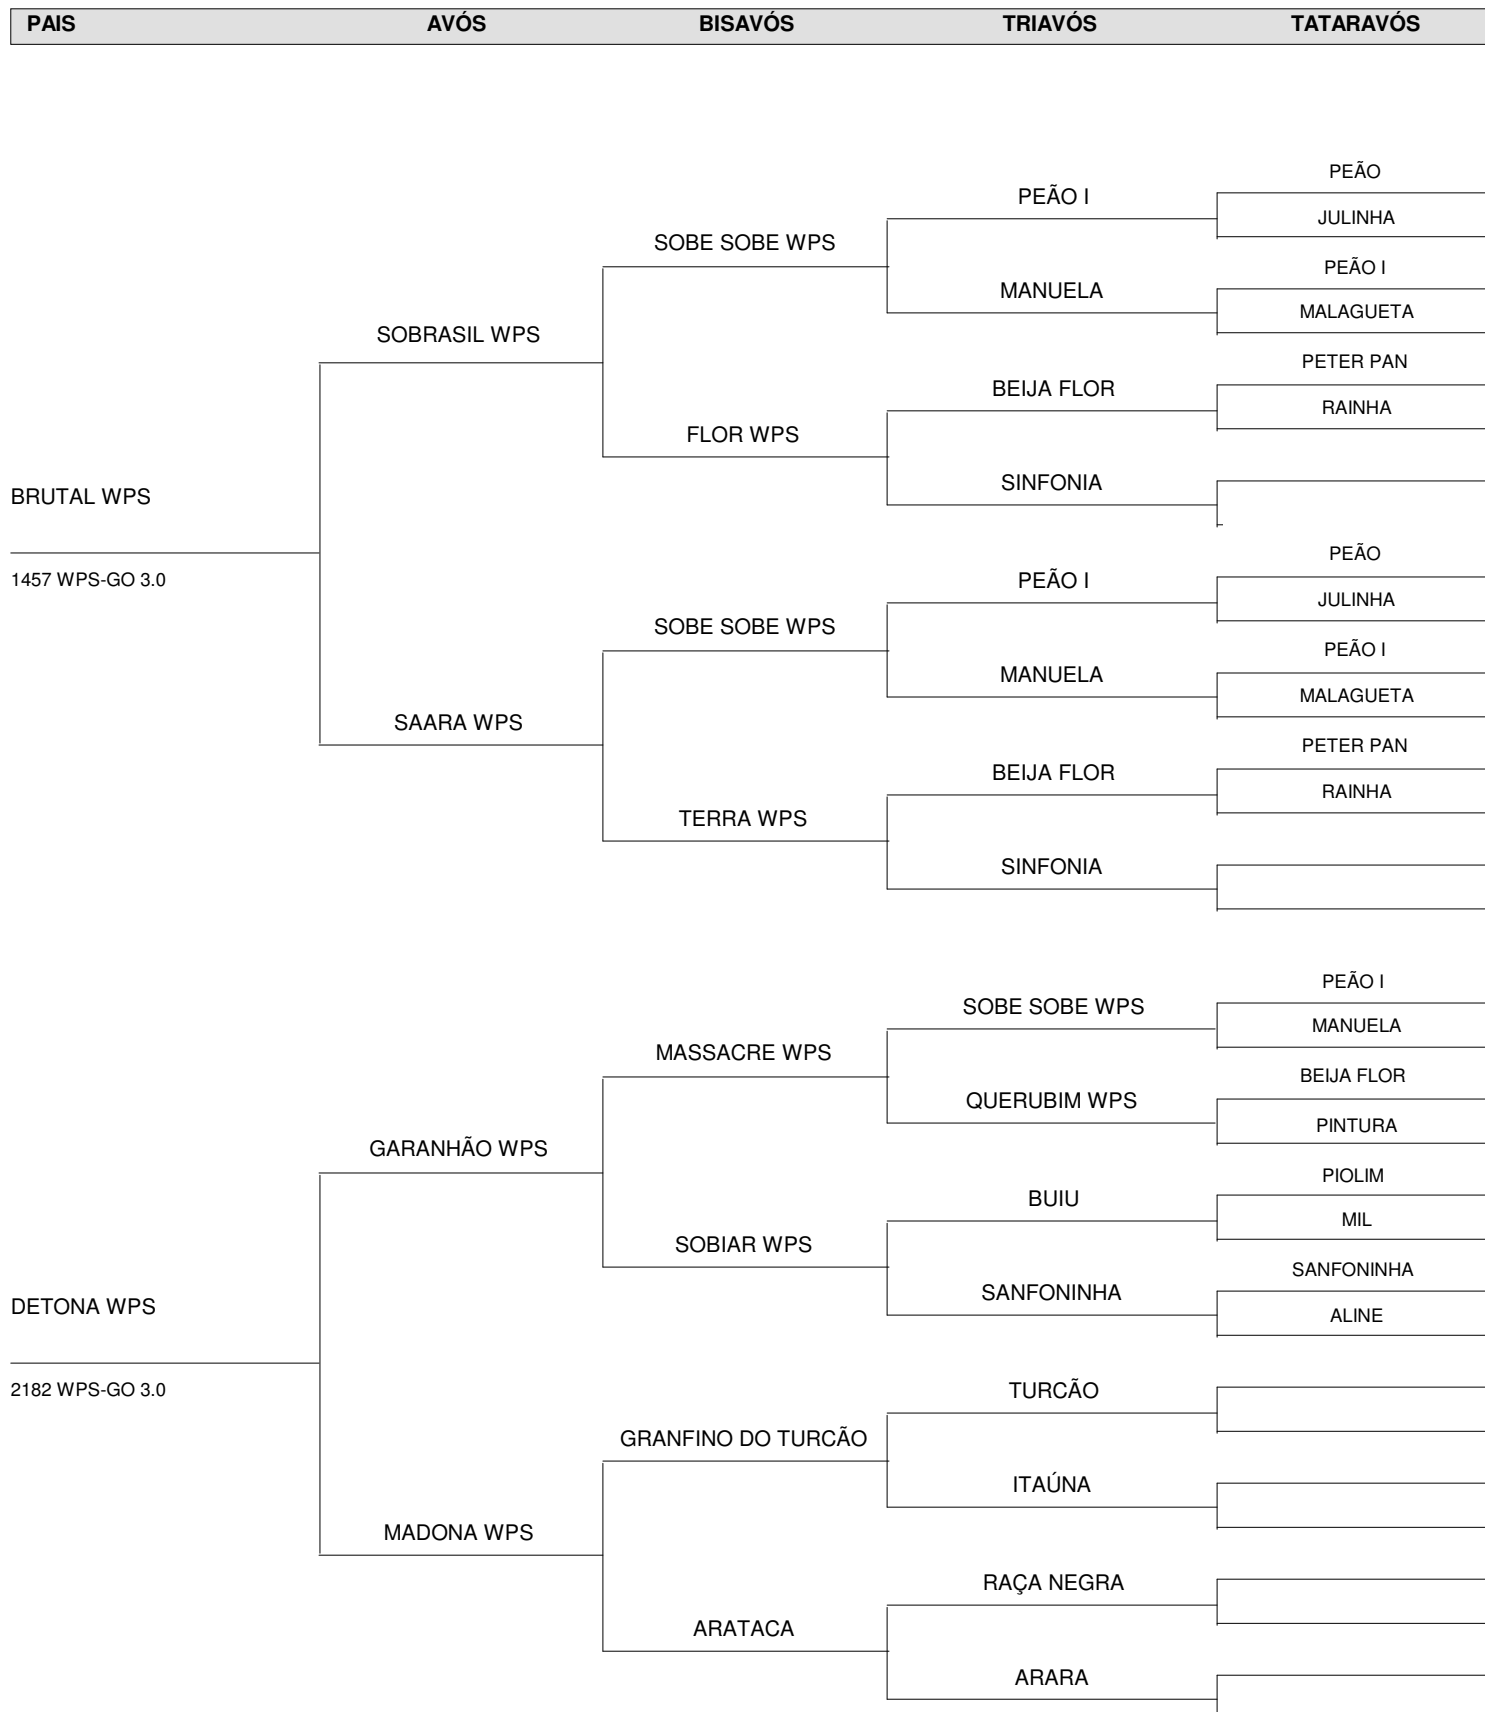 PAIS AVÓS BISAVÓS TRIAVÓS TATARAVÓS
PEÃO
PEÃO I
JULINHA
SOBE SOBE WPS
PEÃO I
MANUELA
MALAGUETA
SOBRASIL WPS
PETER PAN
BEIJA FLOR
RAINHA
FLOR WPS
SINFONIA
BRUTAL WPS
PEÃO
1457 WPS-GO 3.0
PEÃO I
JULINHA
SOBE SOBE WPS
PEÃO I
MANUELA
MALAGUETA
SAARA WPS
PETER PAN
BEIJA FLOR
RAINHA
TERRA WPS
SINFONIA
PEÃO I
SOBE SOBE WPS
MANUELA
MASSACRE WPS
BEIJA FLOR
QUERUBIM WPS
PINTURA
GARANHÃO WPS
PIOLIM
BUIU
MIL
SOBIAR WPS
SANFONINHA
SANFONINHA
DETONA WPS
ALINE
2182 WPS-GO 3.0
TURCÃO
GRANFINO DO TURCÃO
ITAÚNA
MADONA WPS
RAÇA NEGRA
ARATACA
ARARA